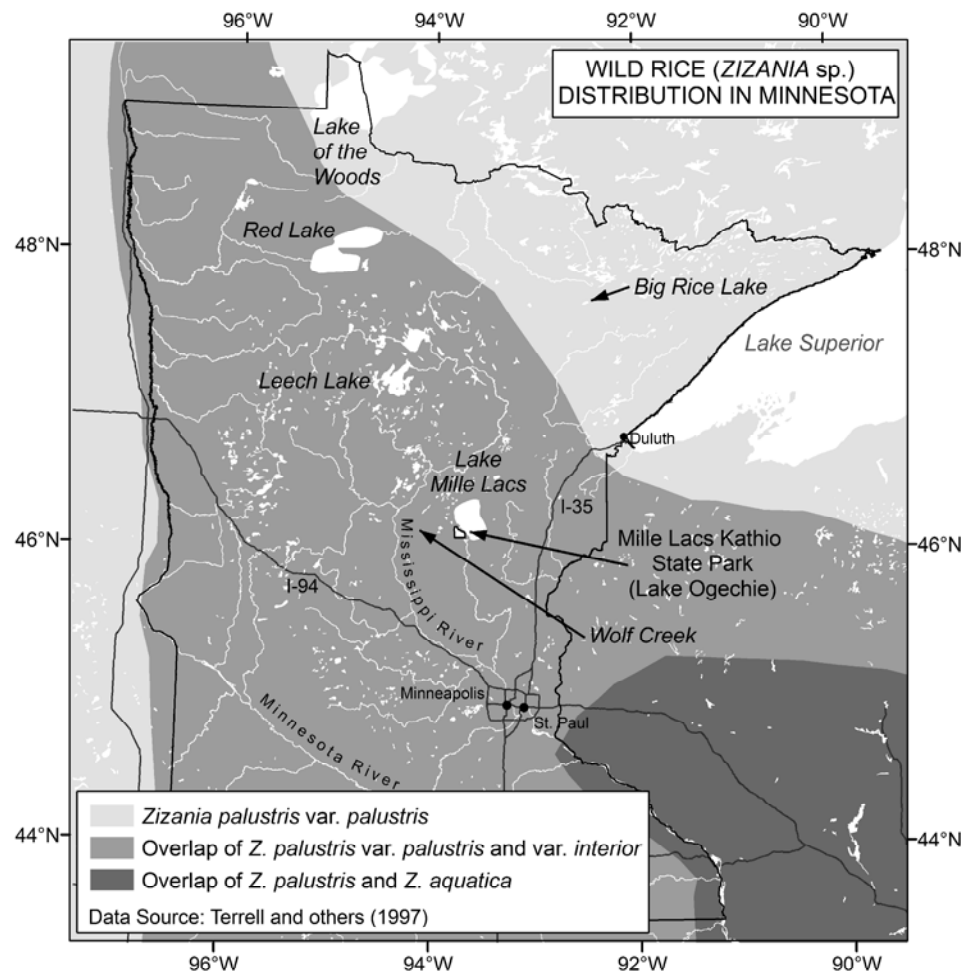 96°W
94°W
92°W
90°W
WILD RICE (ZIZANIA sp.)
DISTRIBUTION IN MINNESOTA
Lake
of the
Woods
Red Lake
48°N
48°N
Big Rice Lake
Lake Superior
Leech Lake
Duluth
Lake
Mille Lacs
I-35
46°N
46°N
Mississippi River
Mille Lacs Kathio
State Park
(Lake Ogechie)
I-94
Wolf Creek
Minneapolis
St. Paul
Minnesota River
Zizania palustris var. palustris
Overlap of Z. palustris var. palustris and var. interior
Overlap of Z. palustris and Z. aquatica
Data Source: Terrell and others (1997)
44°N
44°N
96°W
94°W
92°W
90°W